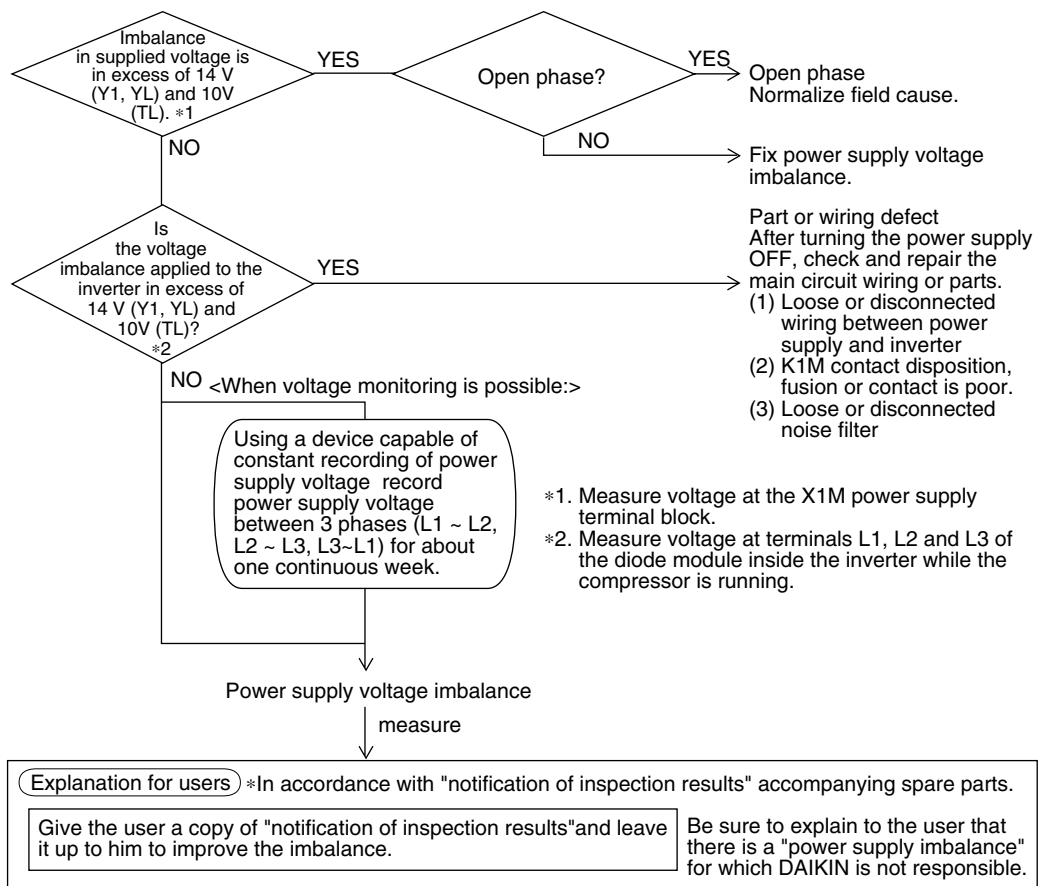 Imbalance
in supplied voltage is
in excess of 14 V
(Y1, YL) and 10V
(TL). *1
YES
Open phase?
YES
Open phase
Normalize field cause.
NO
NO
Fix power supply voltage
imbalance.
Is
the voltage
imbalance applied to the
inverter in excess of
14 V (Y1, YL) and
10V (TL)?
*2
YES
Part or wiring defect
After turning the power supply
OFF, check and repair the
main circuit wiring or parts.
(1) Loose or disconnected
wiring between power
supply and inverter
(2) K1M contact disposition,
fusion or contact is poor.
(3) Loose or disconnected
noise filter
NO <When voltage monitoring is possible:>
Using a device capable of
constant recording of power
supply voltage record
power supply voltage
between 3 phases (L1 ~ L2,
L2 ~ L3, L3~L1) for about
one continuous week.
*1. Measure voltage at the X1M power supply
terminal block.
*2. Measure voltage at terminals L1, L2 and L3 of
the diode module inside the inverter while the
compressor is running.
Power supply voltage imbalance
measure
Explanation for users *In accordance with "notification of inspection results" accompanying spare parts.
Give the user a copy of "notification of inspection results"and leave
it up to him to improve the imbalance.
Be sure to explain to the user that
there is a "power supply imbalance"
for which DAIKIN is not responsible.